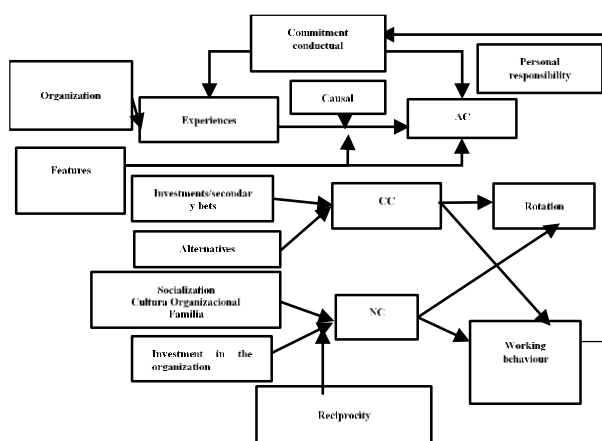 Commitment
conductual
Personal
responsibility
Organization
Causal
Experiences
AC
Features
Investments/secondar
y bets
CC
Rotation
Alternatives
Socialization
Cultura Organizacional
Familia
NC
Investment in the
organization
Working
behaviour
Reciprocity